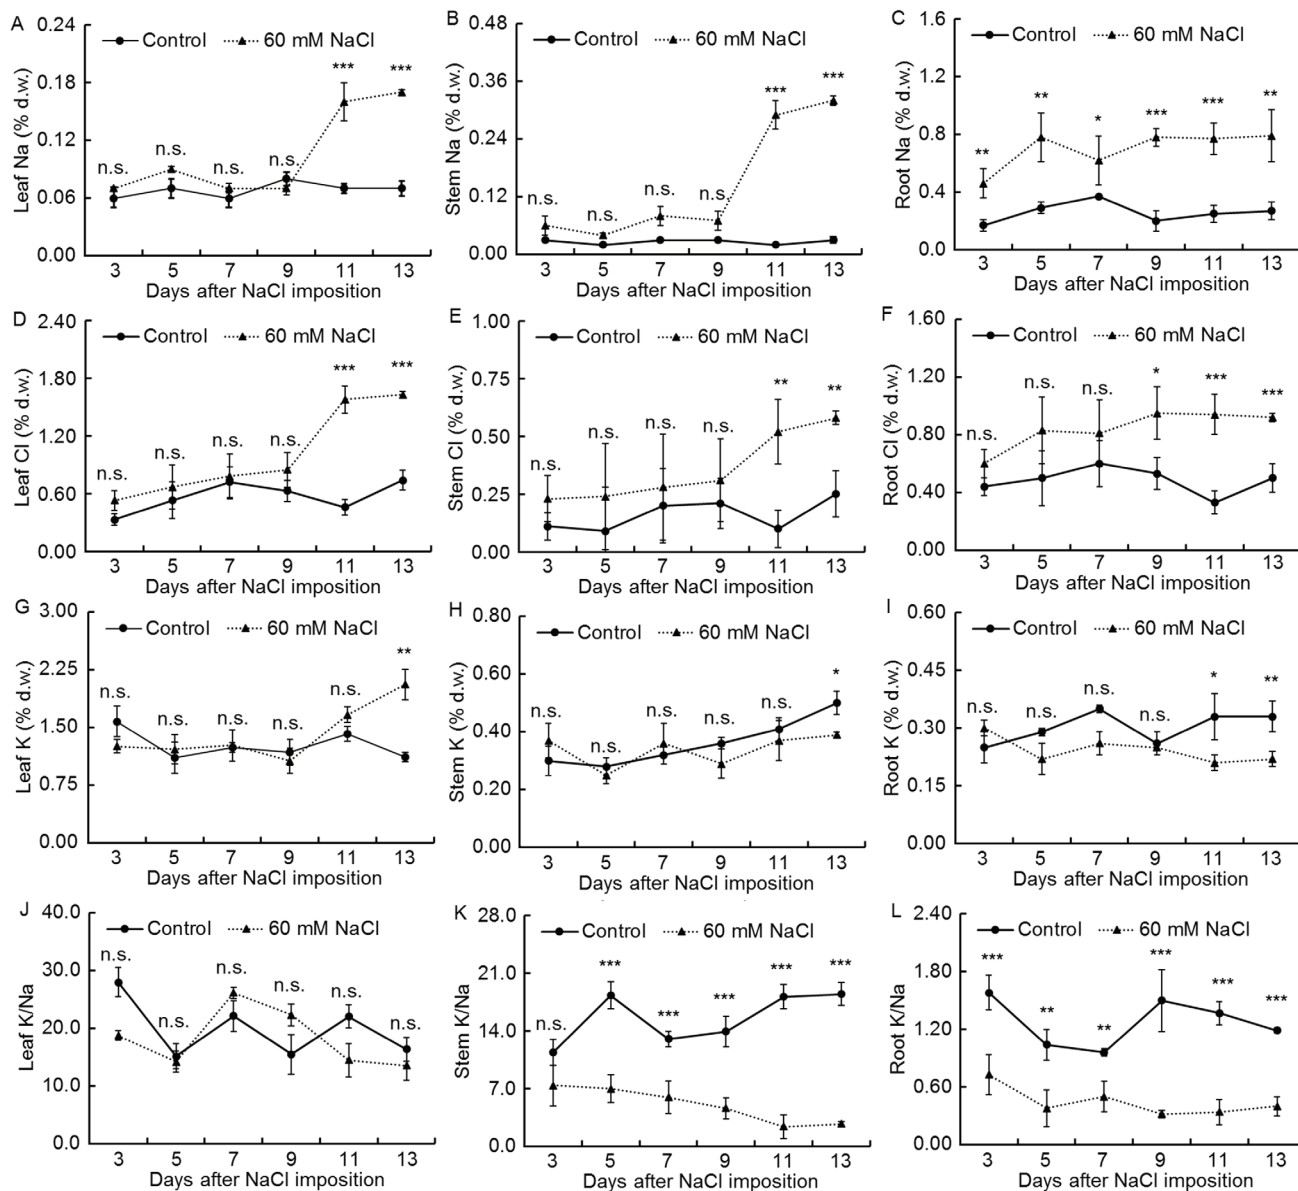 A
0.24
Control
60 mM NaCl
0.18
***
***
Leaf Na (% d.w.)
0.12
n.s.
n.s.
n.s.
n.s.
0.06
0.00
3 5 7 9 11 13
Days after NaCl imposition
B
0.48
Control
60 mM NaCl
0.36
***
***
Stem Na (% d.w.)
0.24
n.s.
n.s.
n.s.
n.s.
0.12
0.00
3 5 7 9 11 13
Days after NaCl imposition
C
1.6
Control
60 mM NaCl
1.2
**
**
*
***
***
**
Root Na (% d.w.)
0.8
0.4
0.0
3 5 7 9 11 13
Days after NaCl imposition
D
2.40
Control
60 mM NaCl
1.80
***
***
Leaf Cl (% d.w.)
1.20
n.s.
n.s.
n.s.
n.s.
0.60
0.00
3 5 7 9 11 13
Days after NaCl imposition
E
1.00
Control
60 mM NaCl
0.75
n.s.
n.s.
n.s.
n.s.
**
**
Stem Cl (% d.w.)
0.50
0.25
0.00
3 5 7 9 11 13
Days after NaCl imposition
F
1.60
Control
60 mM NaCl
1.20
n.s.
n.s.
n.s.
*
***
***
Root Cl (% d.w.)
0.80
0.40
0.00
3 5 7 9 11 13
Days after NaCl imposition
G
3.00
Control
60 mM NaCl
2.25
n.s.
n.s.
n.s.
n.s.
n.s.
**
Leaf K (% d.w.)
1.50
0.75
0.00
3 5 7 9 11 13
Days after NaCl imposition
H
0.80
Control
60 mM NaCl
0.60
n.s.
n.s.
n.s.
n.s.
n.s.
*
Stem K (% d.w.)
0.40
0.20
0.00
3 5 7 9 11 13
Days after NaCl imposition
I
0.60
Control
60 mM NaCl
0.45
n.s.
n.s.
n.s.
n.s.
*
**
Root K (% d.w.)
0.30
0.15
0.00
3 5 7 9 11 13
Days after NaCl imposition
J
40.0
Control
60 mM NaCl
30.0
n.s.
n.s.
n.s.
n.s.
n.s.
n.s.
Leaf K/Na
20.0
10.0
0.0
3 5 7 9 11 13
Days after NaCl imposition
K
28.0
Control
60 mM NaCl
21.0
n.s.
***
***
***
***
***
Stem K/Na
14.0
7.0
0.0
3 5 7 9 11 13
Days after NaCl imposition
L
2.40
Control
60 mM NaCl
1.80
***
**
**
***
***
***
Root K/Na
1.20
0.60
0.00
3 5 7 9 11 13
Days after NaCl imposition